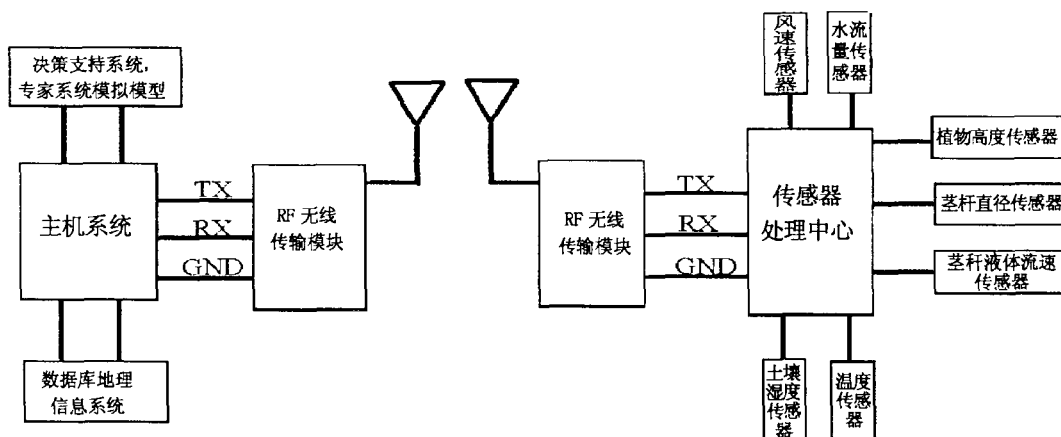 决策支持系统,
专家系统模拟模型
主机系统
数据库地理
信息系统
TX
RX
GND
RF 无线
传输模块
RF 无线
传输模块
TX
RX
GND
传感器
处理中心
风速传感器
水流
量传
感器
植物高度传感器
茎杆直径传感器
茎秆液体流速
传感器
土壤
湿度
传感
器
温度
传感
器